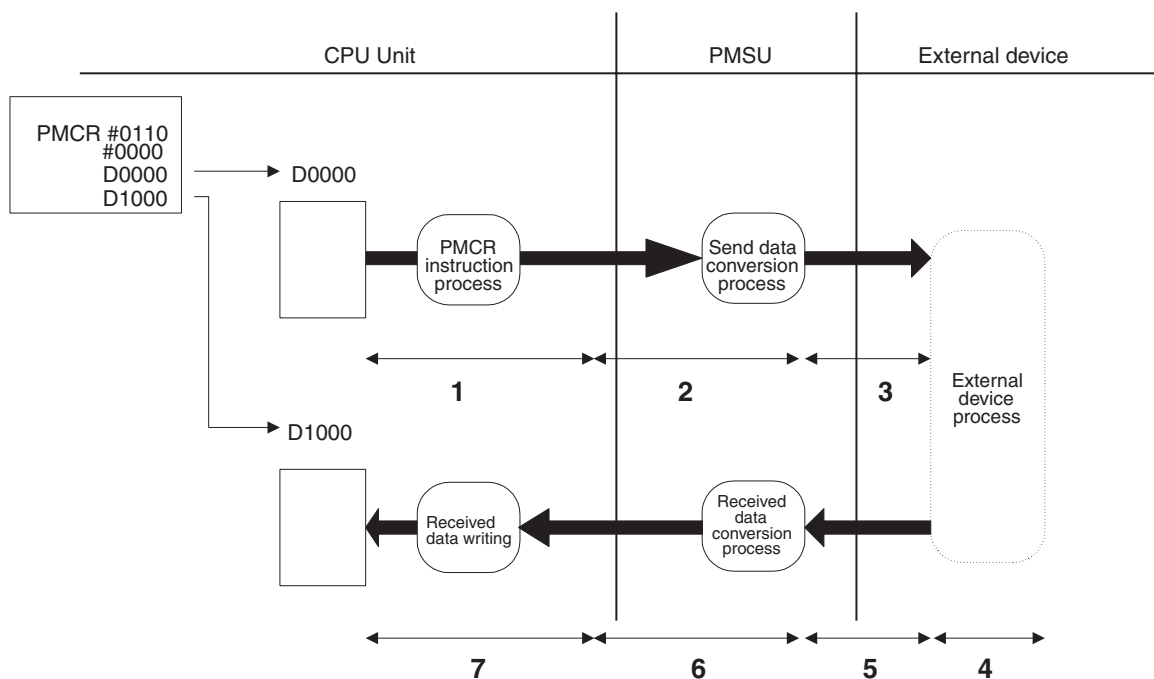 CPU Unit
PMSU
External device
PMCR #0110
#0000
D0000
D1000
D0000
PMCR
instruction
process
Send data
conversion
process
1
2
3
External
device
process
D1000
Received
data writing
Received
data
conversion
process
7
6
5
4